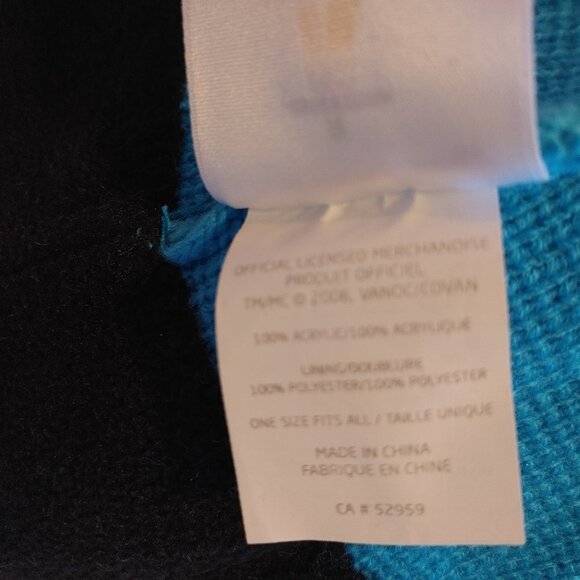 OFFICIAL LICENSED MERCHANDISE
PRODUIT OFFICIEL
TM/MC © 2006, VANOC/COVAN
100% ACRYLIC/100% ACRYLIQUE
LINING/DOUBLURE
100% POLYESTER/100% POLYESTER
ONE SIZE FITS ALL / TAILLE UNIQUE
MADE IN CHINA
FABRIQUE EN CHINE
CA # 52959